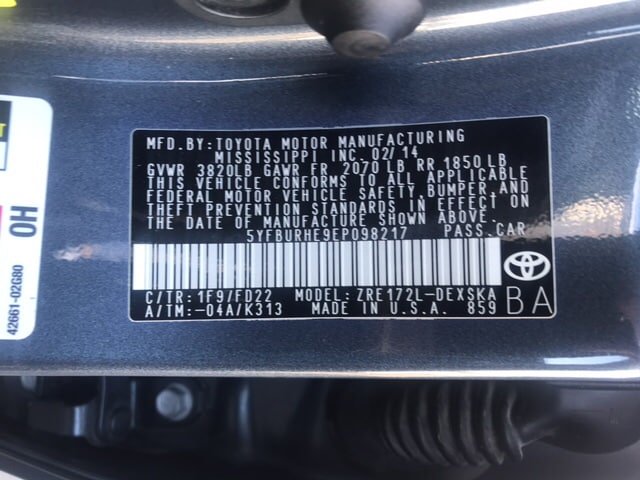 MFD.BY:TOYOTA MOTOR MANUFACTURING
MISSISSIPPI INC. 02/14
GVWR 3820LB GAWR FR. 2070 LB RR 1850 LB
THIS VEHICLE CONFORMS TO ALL APPLICABLE
FEDERAL MOTOR VEHICLE SAFETY, BUMPER, AND
THEFT PREVENTION STANDARDS IN EFFECT ON
THE DATE OF MANUFACTURE SHOWN ABOVE.
5YFBURHE9EP098217 PASS.CAR
C/TR:1F9/FD22 MODEL:ZRE172L-DEXSKA
A/TM:-04A/K313 MADE IN U.S.A. 859
BA
42661-02G80
OH